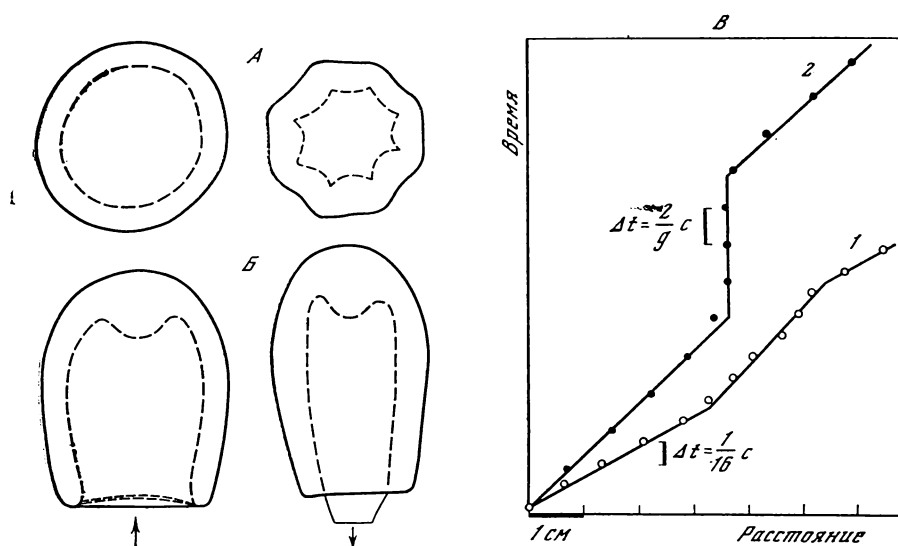 А
Б
В
Время
2
Δt = 2/9 с
1
Δt = 1/16 с
1 см
Расстояние